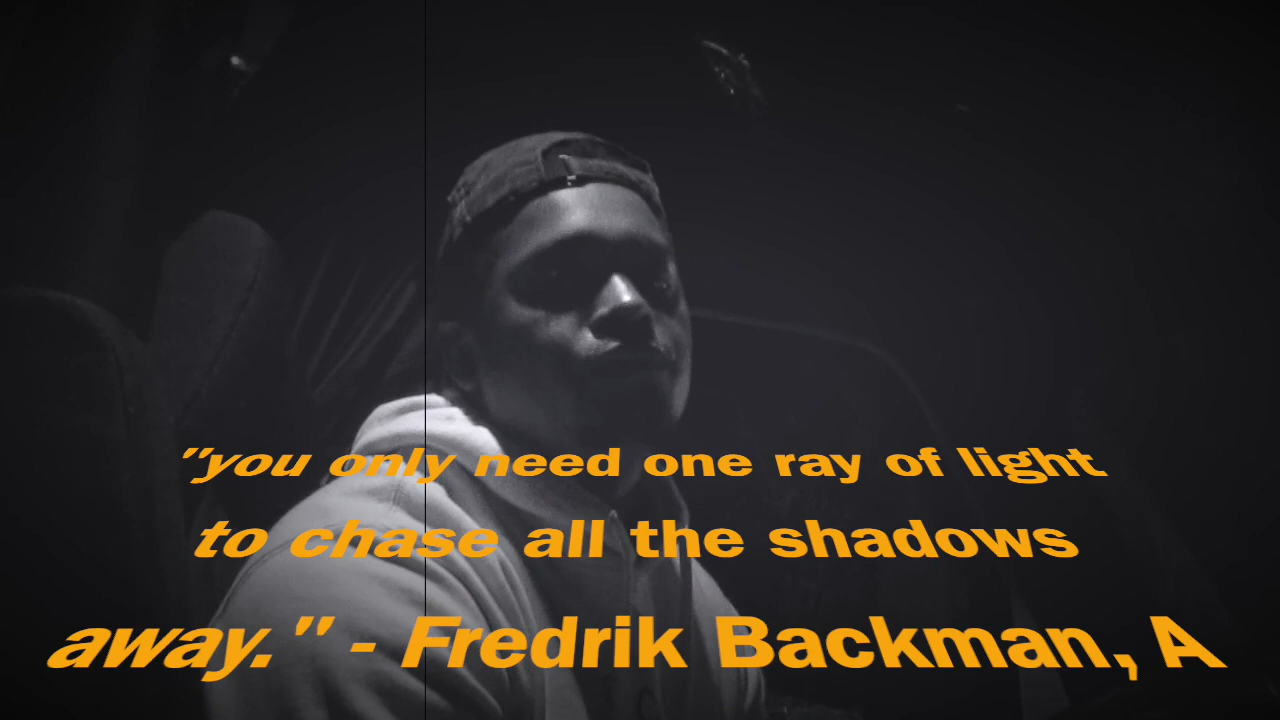 "you only need one ray of light
to chase all the shadows
away." - Fredrik Backman, A